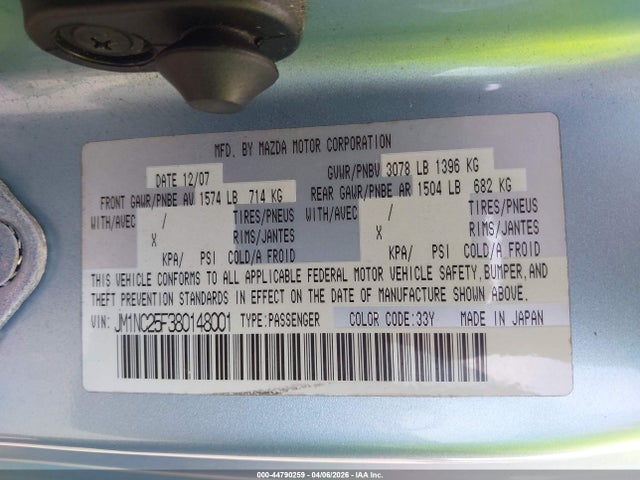 MFD. BY MAZDA MOTOR CORPORATION
DATE 12/07 GVWR/PNBV 3078 LB 1396 KG
FRONT GAWR/PNBE AV 1574 LB 714 KG REAR GAWR/PNBE AR 1504 LB 682 KG
WITH/AVEC / TIRES/PNEUS WITH/AVEC / TIRES/PNEUS
X RIMS/JANTES X RIMS/JANTES
KPA/ PSI COLD/A FROID KPA/ PSI COLD/A FROID
THIS VEHICLE CONFORMS TO ALL APPLICABLE FEDERAL MOTOR VEHICLE SAFETY, BUMPER, AND
THEFT PREVENTION STANDARDS IN EFFECT ON THE DATE OF MANUFACTURE SHOWN ABOVE.
VIN: JM1NC25F380148001 TYPE:PASSENGER COLOR CODE:33Y MADE IN JAPAN
000-44790259 | 04/06/2026 | IAA Inc.